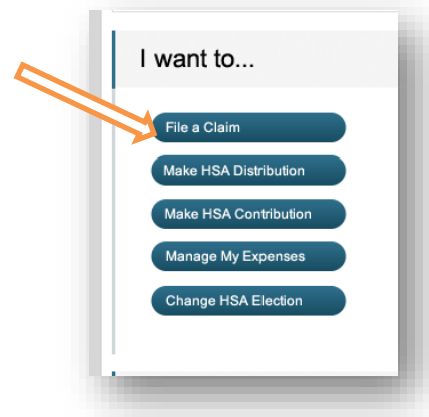 I want to...
File a Claim
Make HSA Distribution
Make HSA Contribution
Manage My Expenses
Change HSA Election